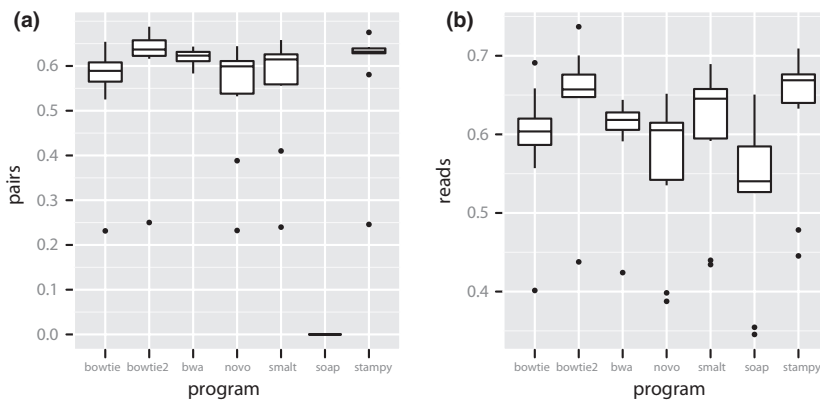 (a)
pairs
0.6
0.5
0.4
0.3
0.2
0.1
0.0
bowtie bowtie2 bwa novo smalt soap stampy
program
(b)
reads
0.7
0.6
0.5
0.4
bowtie bowtie2 bwa novo smalt soap stampy
program